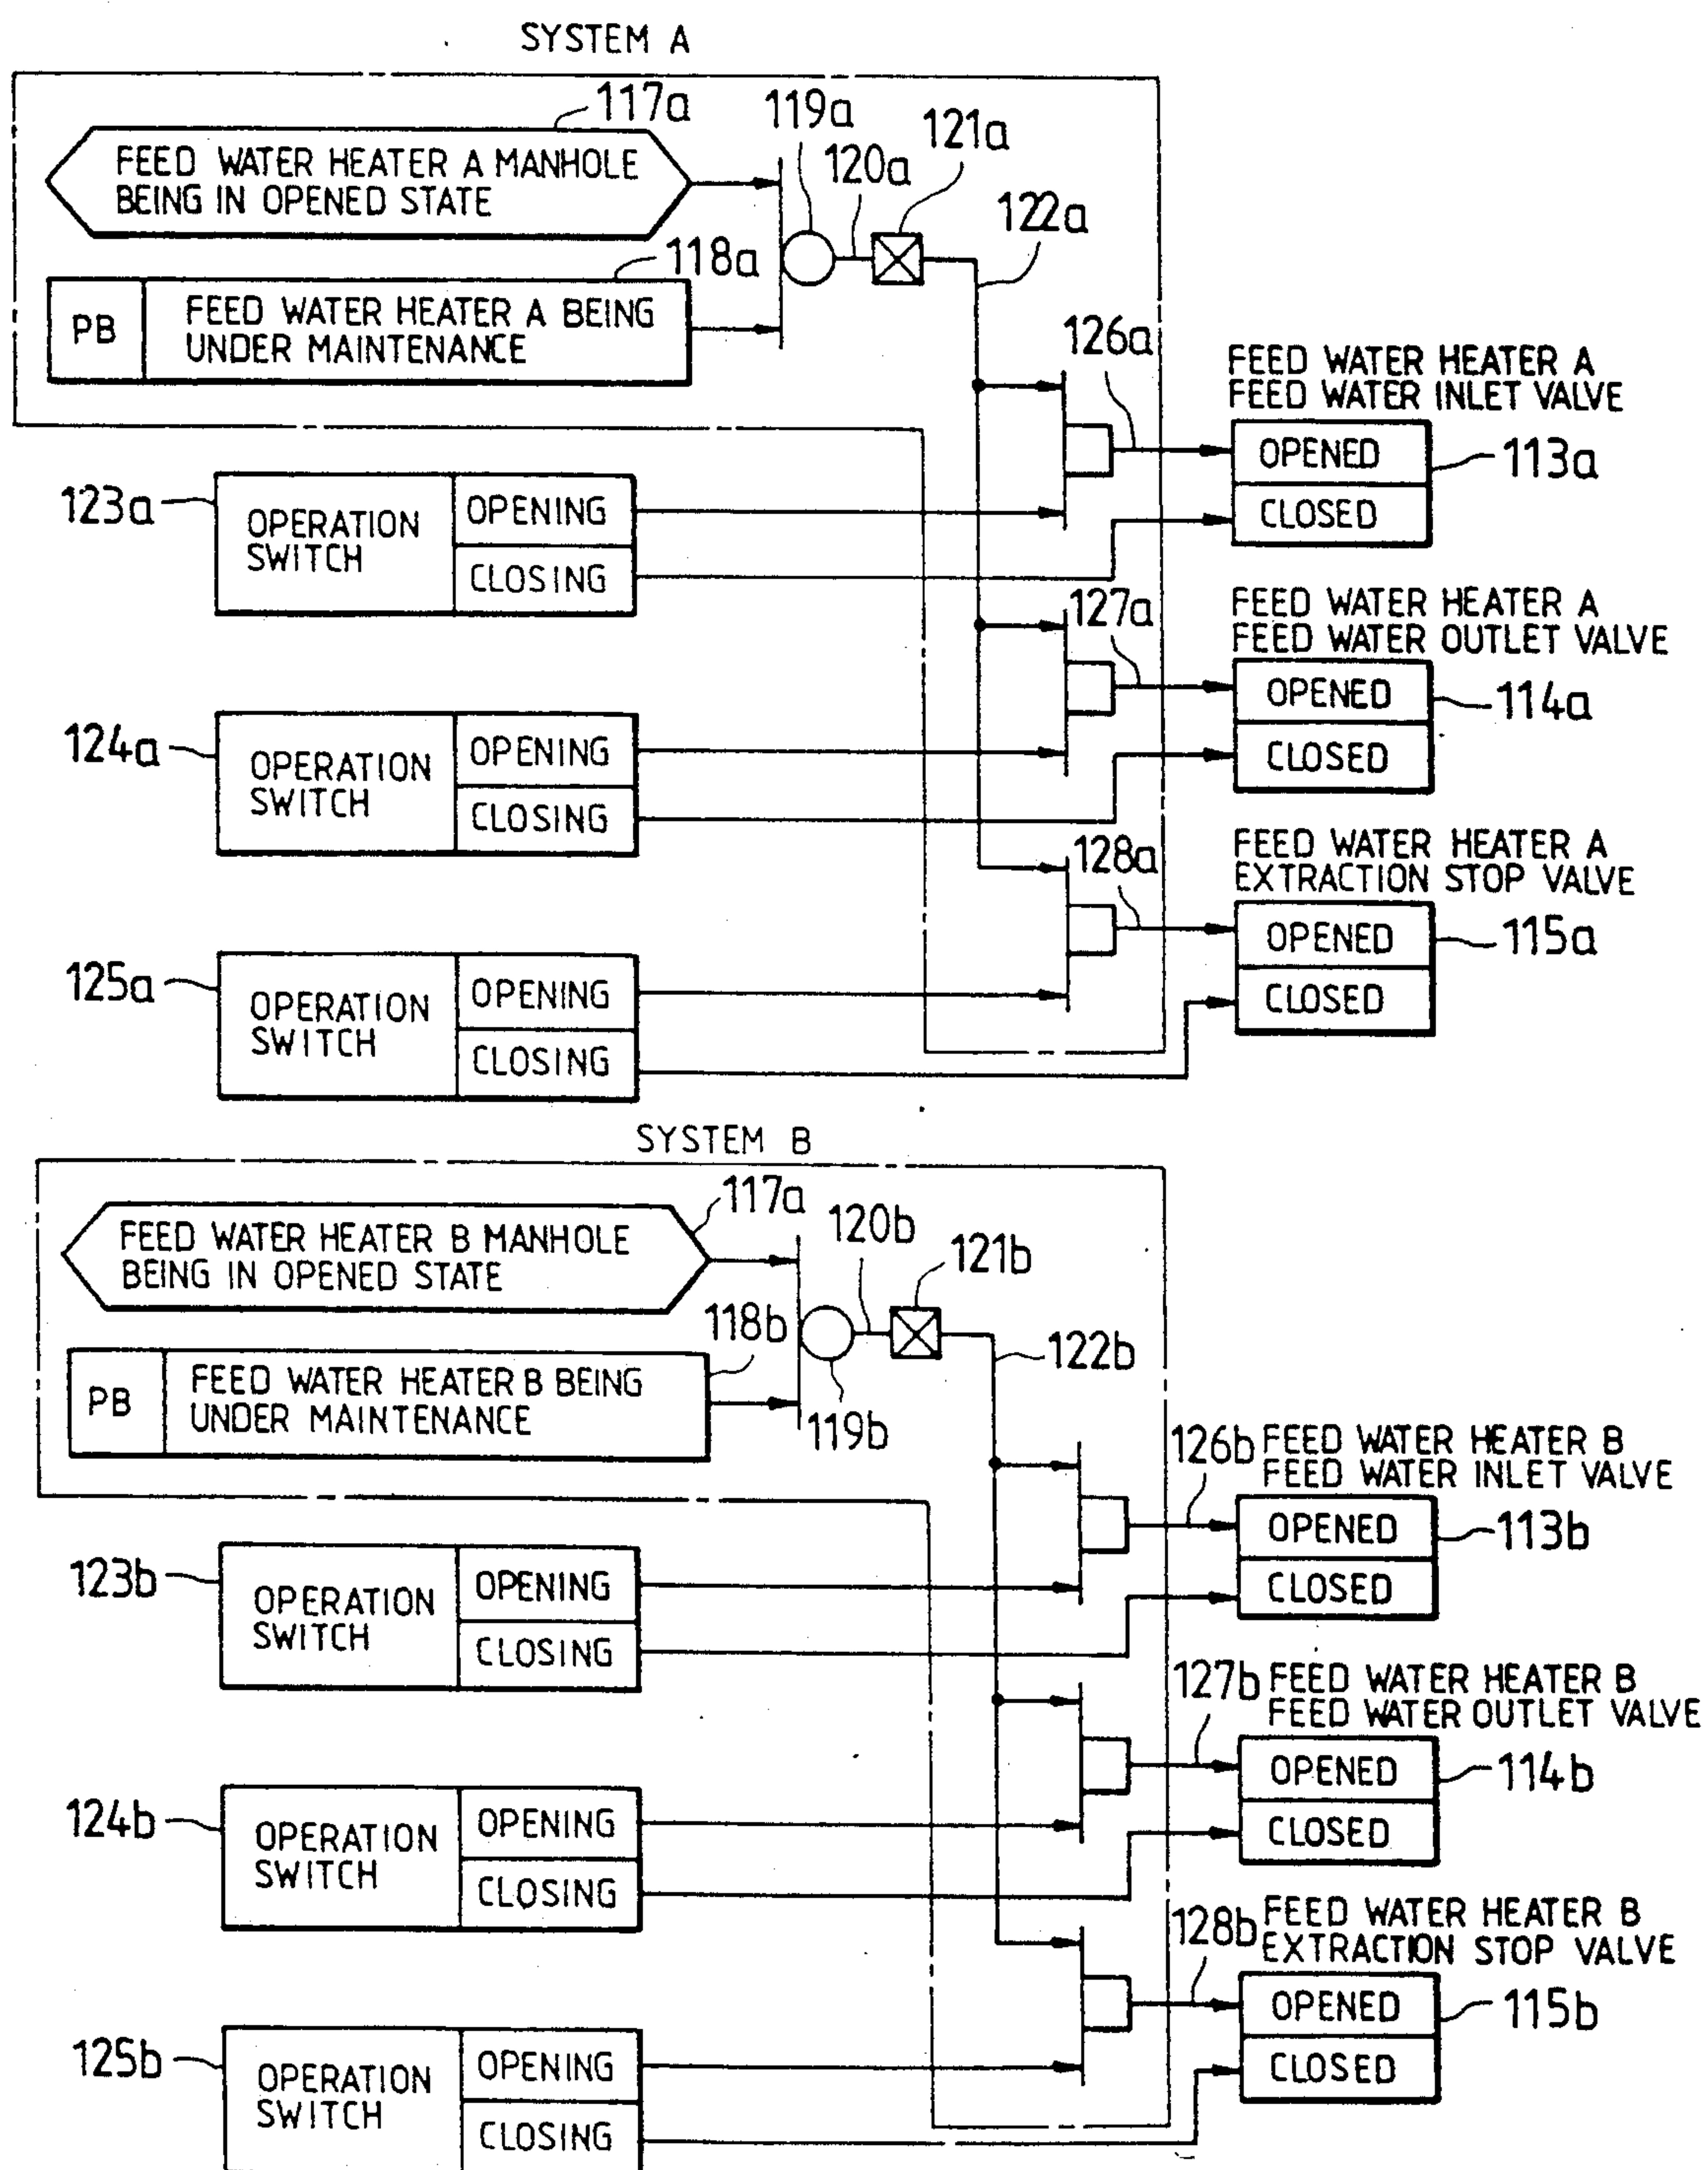 SYSTEM A
117a
119a
121a
120a
122a
FEED WATER HEATER A MANHOLE
BEING IN OPENED STATE
118a
PB
FEED WATER HEATER A BEING
UNDER MAINTENANCE
126a
FEED WATER HEATER A
FEED WATER INLET VALVE
OPENED
CLOSED
113a
123a
OPERATION
SWITCH
OPENING
CLOSING
127a
FEED WATER HEATER A
FEED WATER OUTLET VALVE
OPENED
CLOSED
114a
124a
OPERATION
SWITCH
OPENING
CLOSING
128a
FEED WATER HEATER A
EXTRACTION STOP VALVE
OPENED
CLOSED
115a
125a
OPERATION
SWITCH
OPENING
CLOSING
SYSTEM B
117a
120b
121b
FEED WATER HEATER B MANHOLE
BEING IN OPENED STATE
118b
122b
PB
FEED WATER HEATER B BEING
UNDER MAINTENANCE
119b
126b
FEED WATER HEATER B
FEED WATER INLET VALVE
OPENED
CLOSED
113b
123b
OPERATION
SWITCH
OPENING
CLOSING
127b
FEED WATER HEATER B
FEED WATER OUTLET VALVE
OPENED
CLOSED
114b
124b
OPERATION
SWITCH
OPENING
CLOSING
128b
FEED WATER HEATER B
EXTRACTION STOP VALVE
OPENED
CLOSED
115b
125b
OPERATION
SWITCH
OPENING
CLOSING